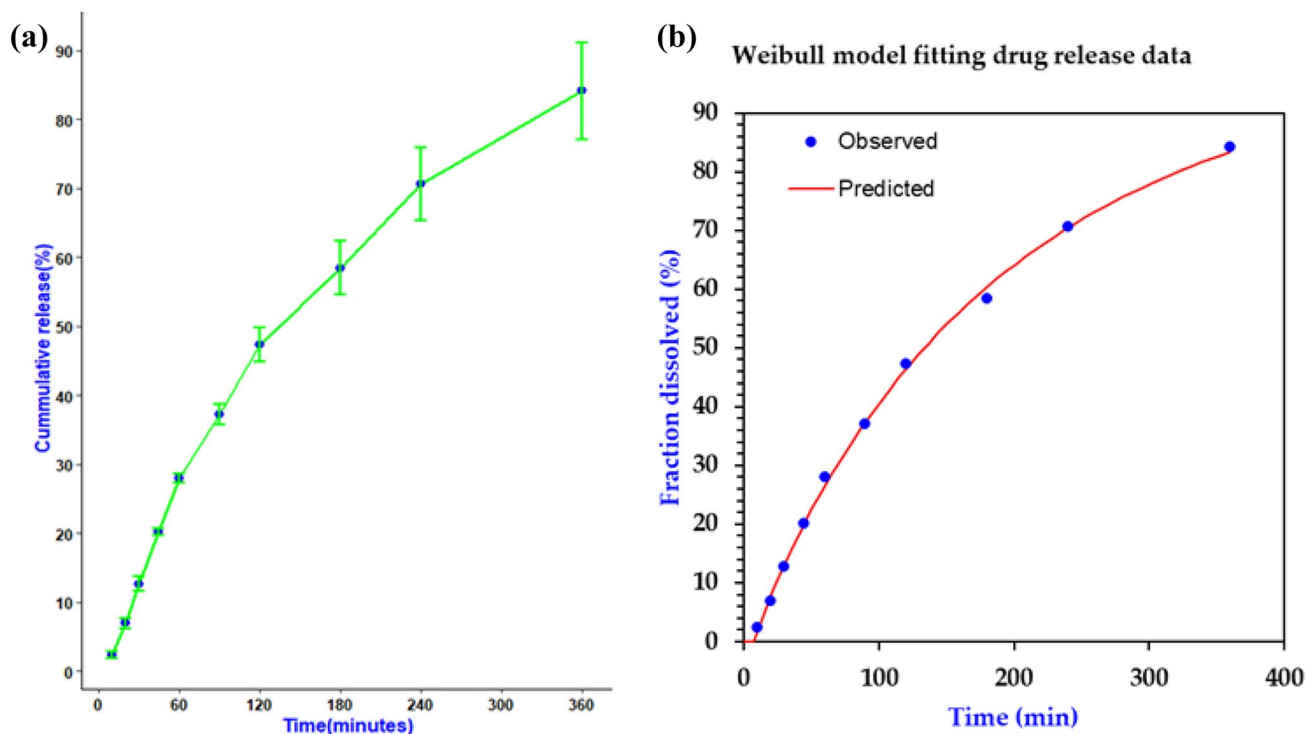 (a)
90
80
70
60
50
40
30
20
10
0
Cummulative release(%)
0 60 120 180 240 300 360
Time(minutes)
(b)
Weibull model fitting drug release data
90
80
70
60
50
40
30
20
10
0
Fraction dissolved (%)
Observed
Predicted
0 100 200 300 400
Time (min)